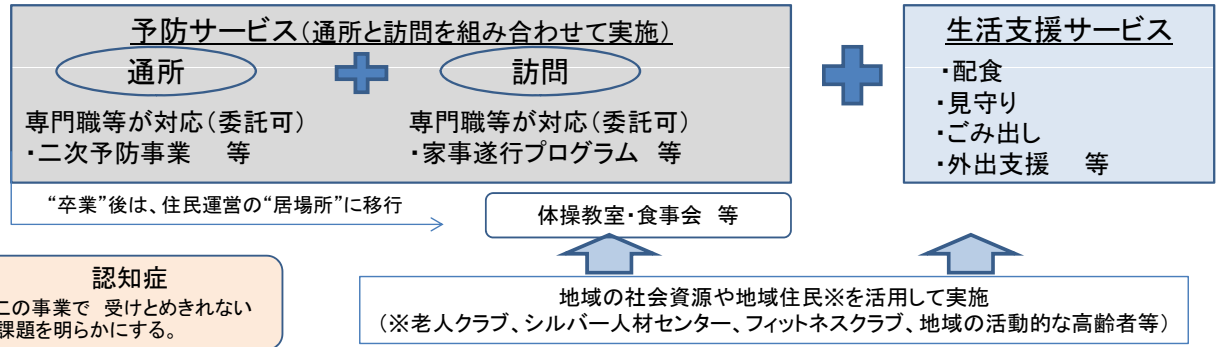 予防サービス(通所と訪問を組み合わせて実施)
通所
訪問
専門職等が対応(委託可)
・二次予防事業 等
専門職等が対応(委託可)
・家事遂行プログラム 等
生活支援サービス
・配食
・見守り
・ごみ出し
・外出支援 等
“卒業”後は、住民運営の“居場所”に移行
体操教室・食事会 等
認知症
この事業で 受けとめきれない
課題を明らかにする。
地域の社会資源や地域住民※を活用して実施
(※老人クラブ、シルバー人材センター、フィットネスクラブ、地域の活動的な高齢者等)